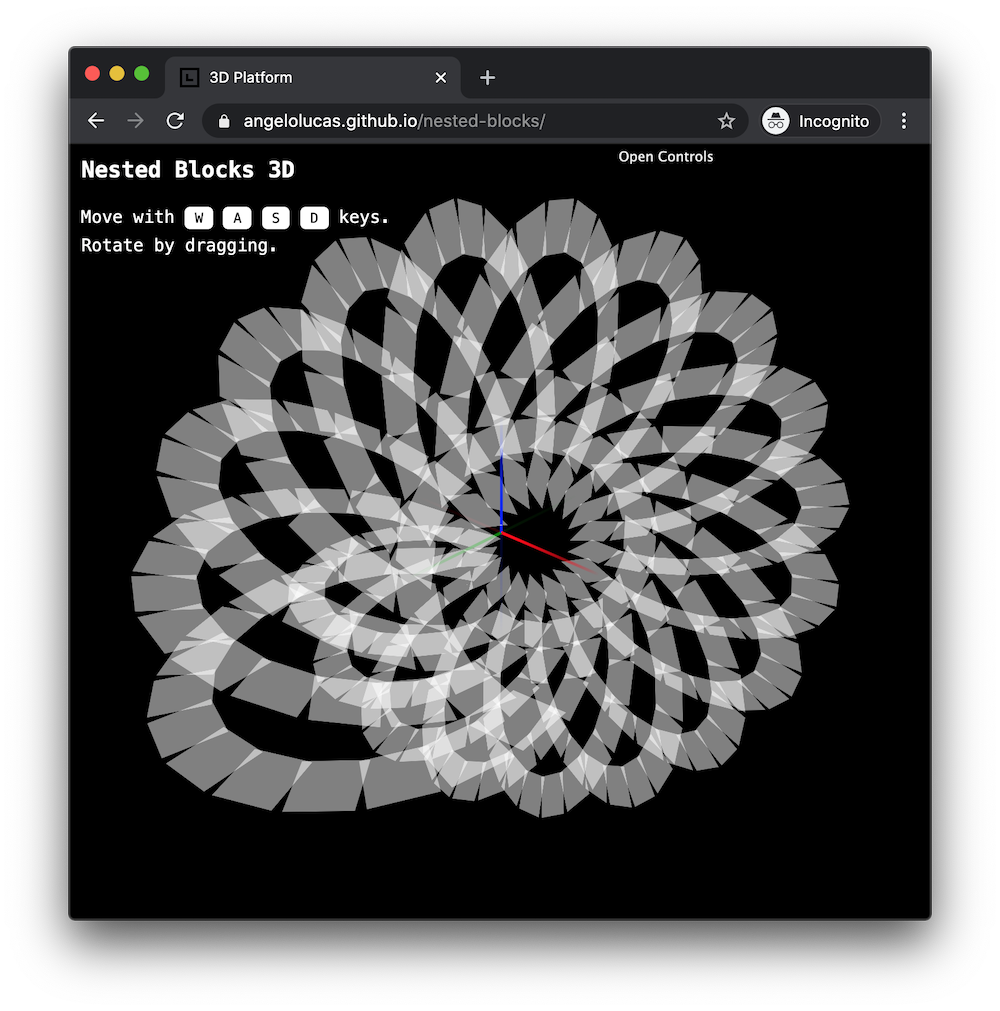 3D Platform
angelolucas.github.io/nested-blocks/
Incognito
Open Controls
Nested Blocks 3D
Move with W A S D keys.
Rotate by dragging.